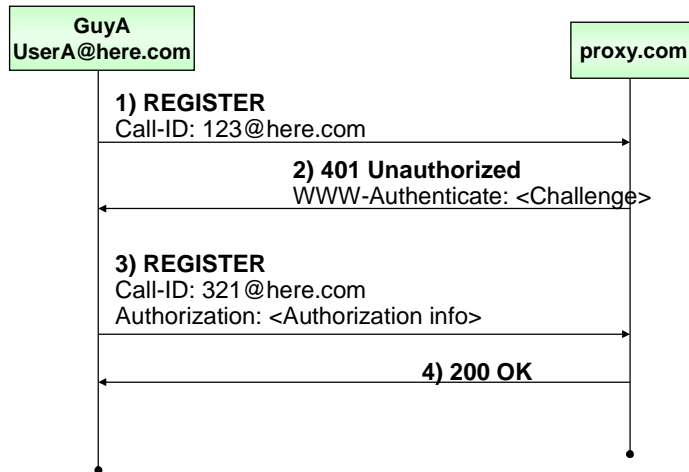 GuyA
UserA@here.com
proxy.com
1) REGISTER
Call-ID: 123@here.com
2) 401 Unauthorized
WWW-Authenticate: <Challenge>
3) REGISTER
Call-ID: 321@here.com
Authorization: <Authorization info>
4) 200 OK